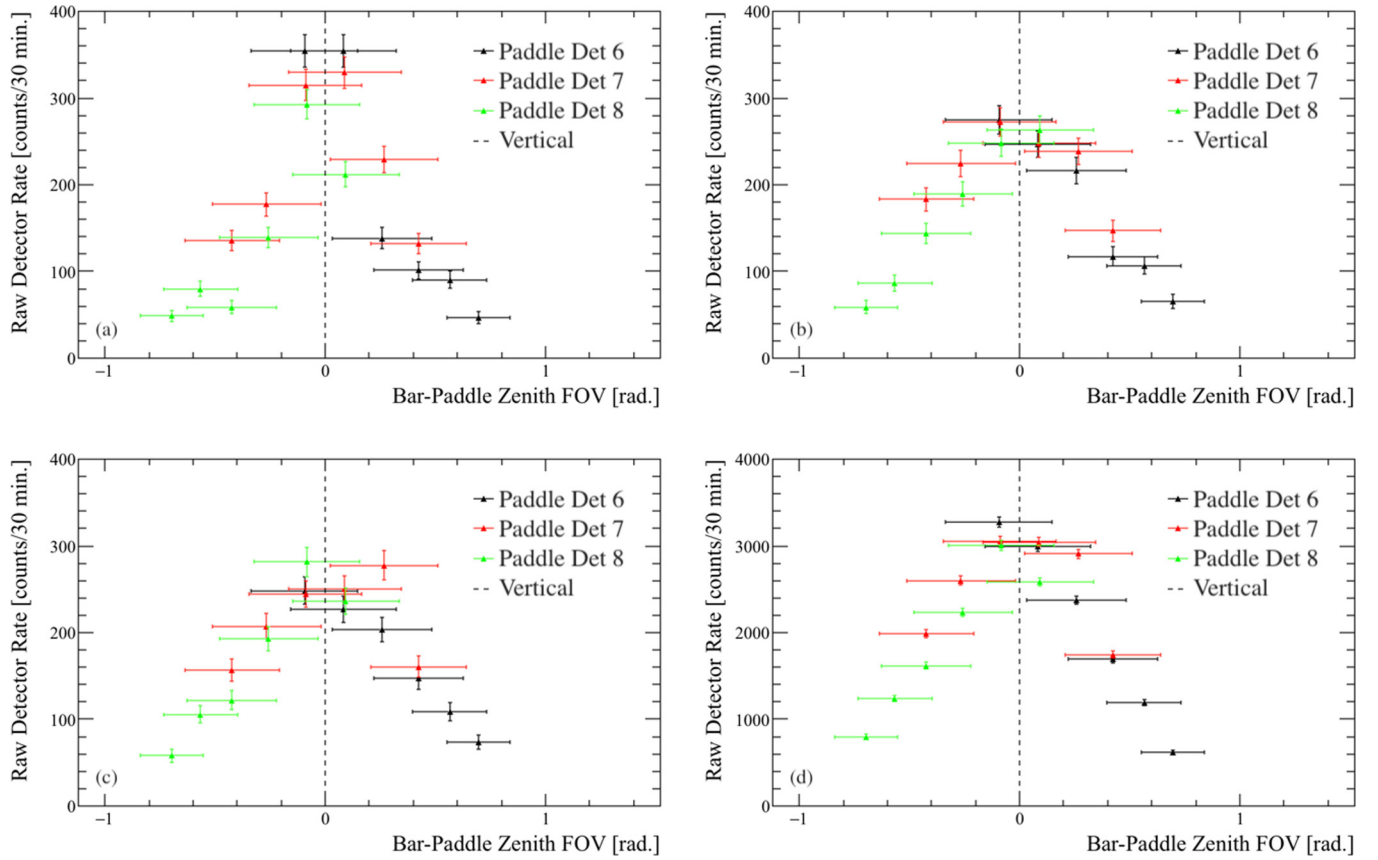 400
300
200
100
0
Raw Detector Rate [counts/30 min.]
Paddle Det 6
Paddle Det 7
Paddle Det 8
Vertical
(a)
−1
0
1
Bar-Paddle Zenith FOV [rad.]
400
300
200
100
0
Raw Detector Rate [counts/30 min.]
Paddle Det 6
Paddle Det 7
Paddle Det 8
Vertical
(b)
−1
0
1
Bar-Paddle Zenith FOV [rad.]
400
300
200
100
0
Raw Detector Rate [counts/30 min.]
Paddle Det 6
Paddle Det 7
Paddle Det 8
Vertical
(c)
−1
0
1
Bar-Paddle Zenith FOV [rad.]
4000
3000
2000
1000
0
Raw Detector Rate [counts/30 min.]
Paddle Det 6
Paddle Det 7
Paddle Det 8
Vertical
(d)
−1
0
1
Bar-Paddle Zenith FOV [rad.]